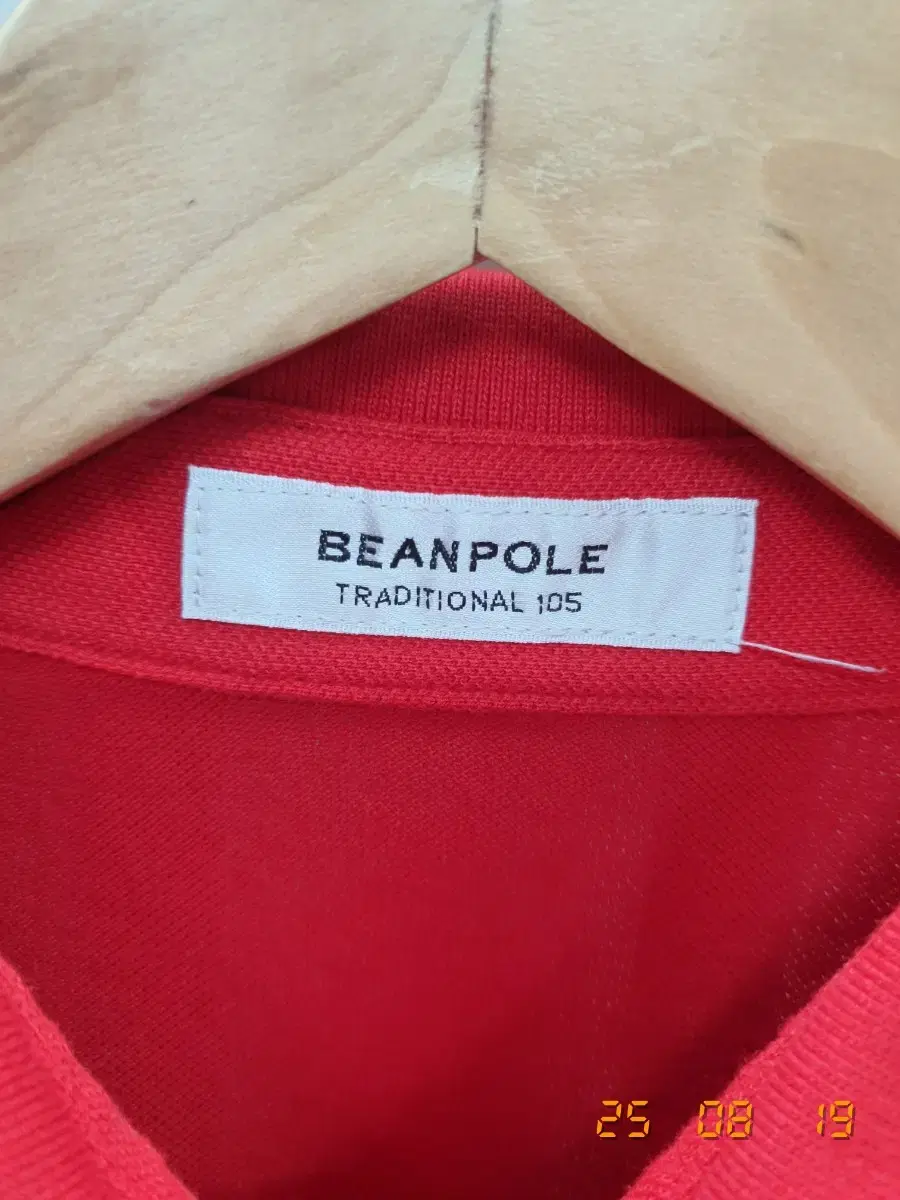 BEANPOLE
TRADITIONAL 105
25 08 19